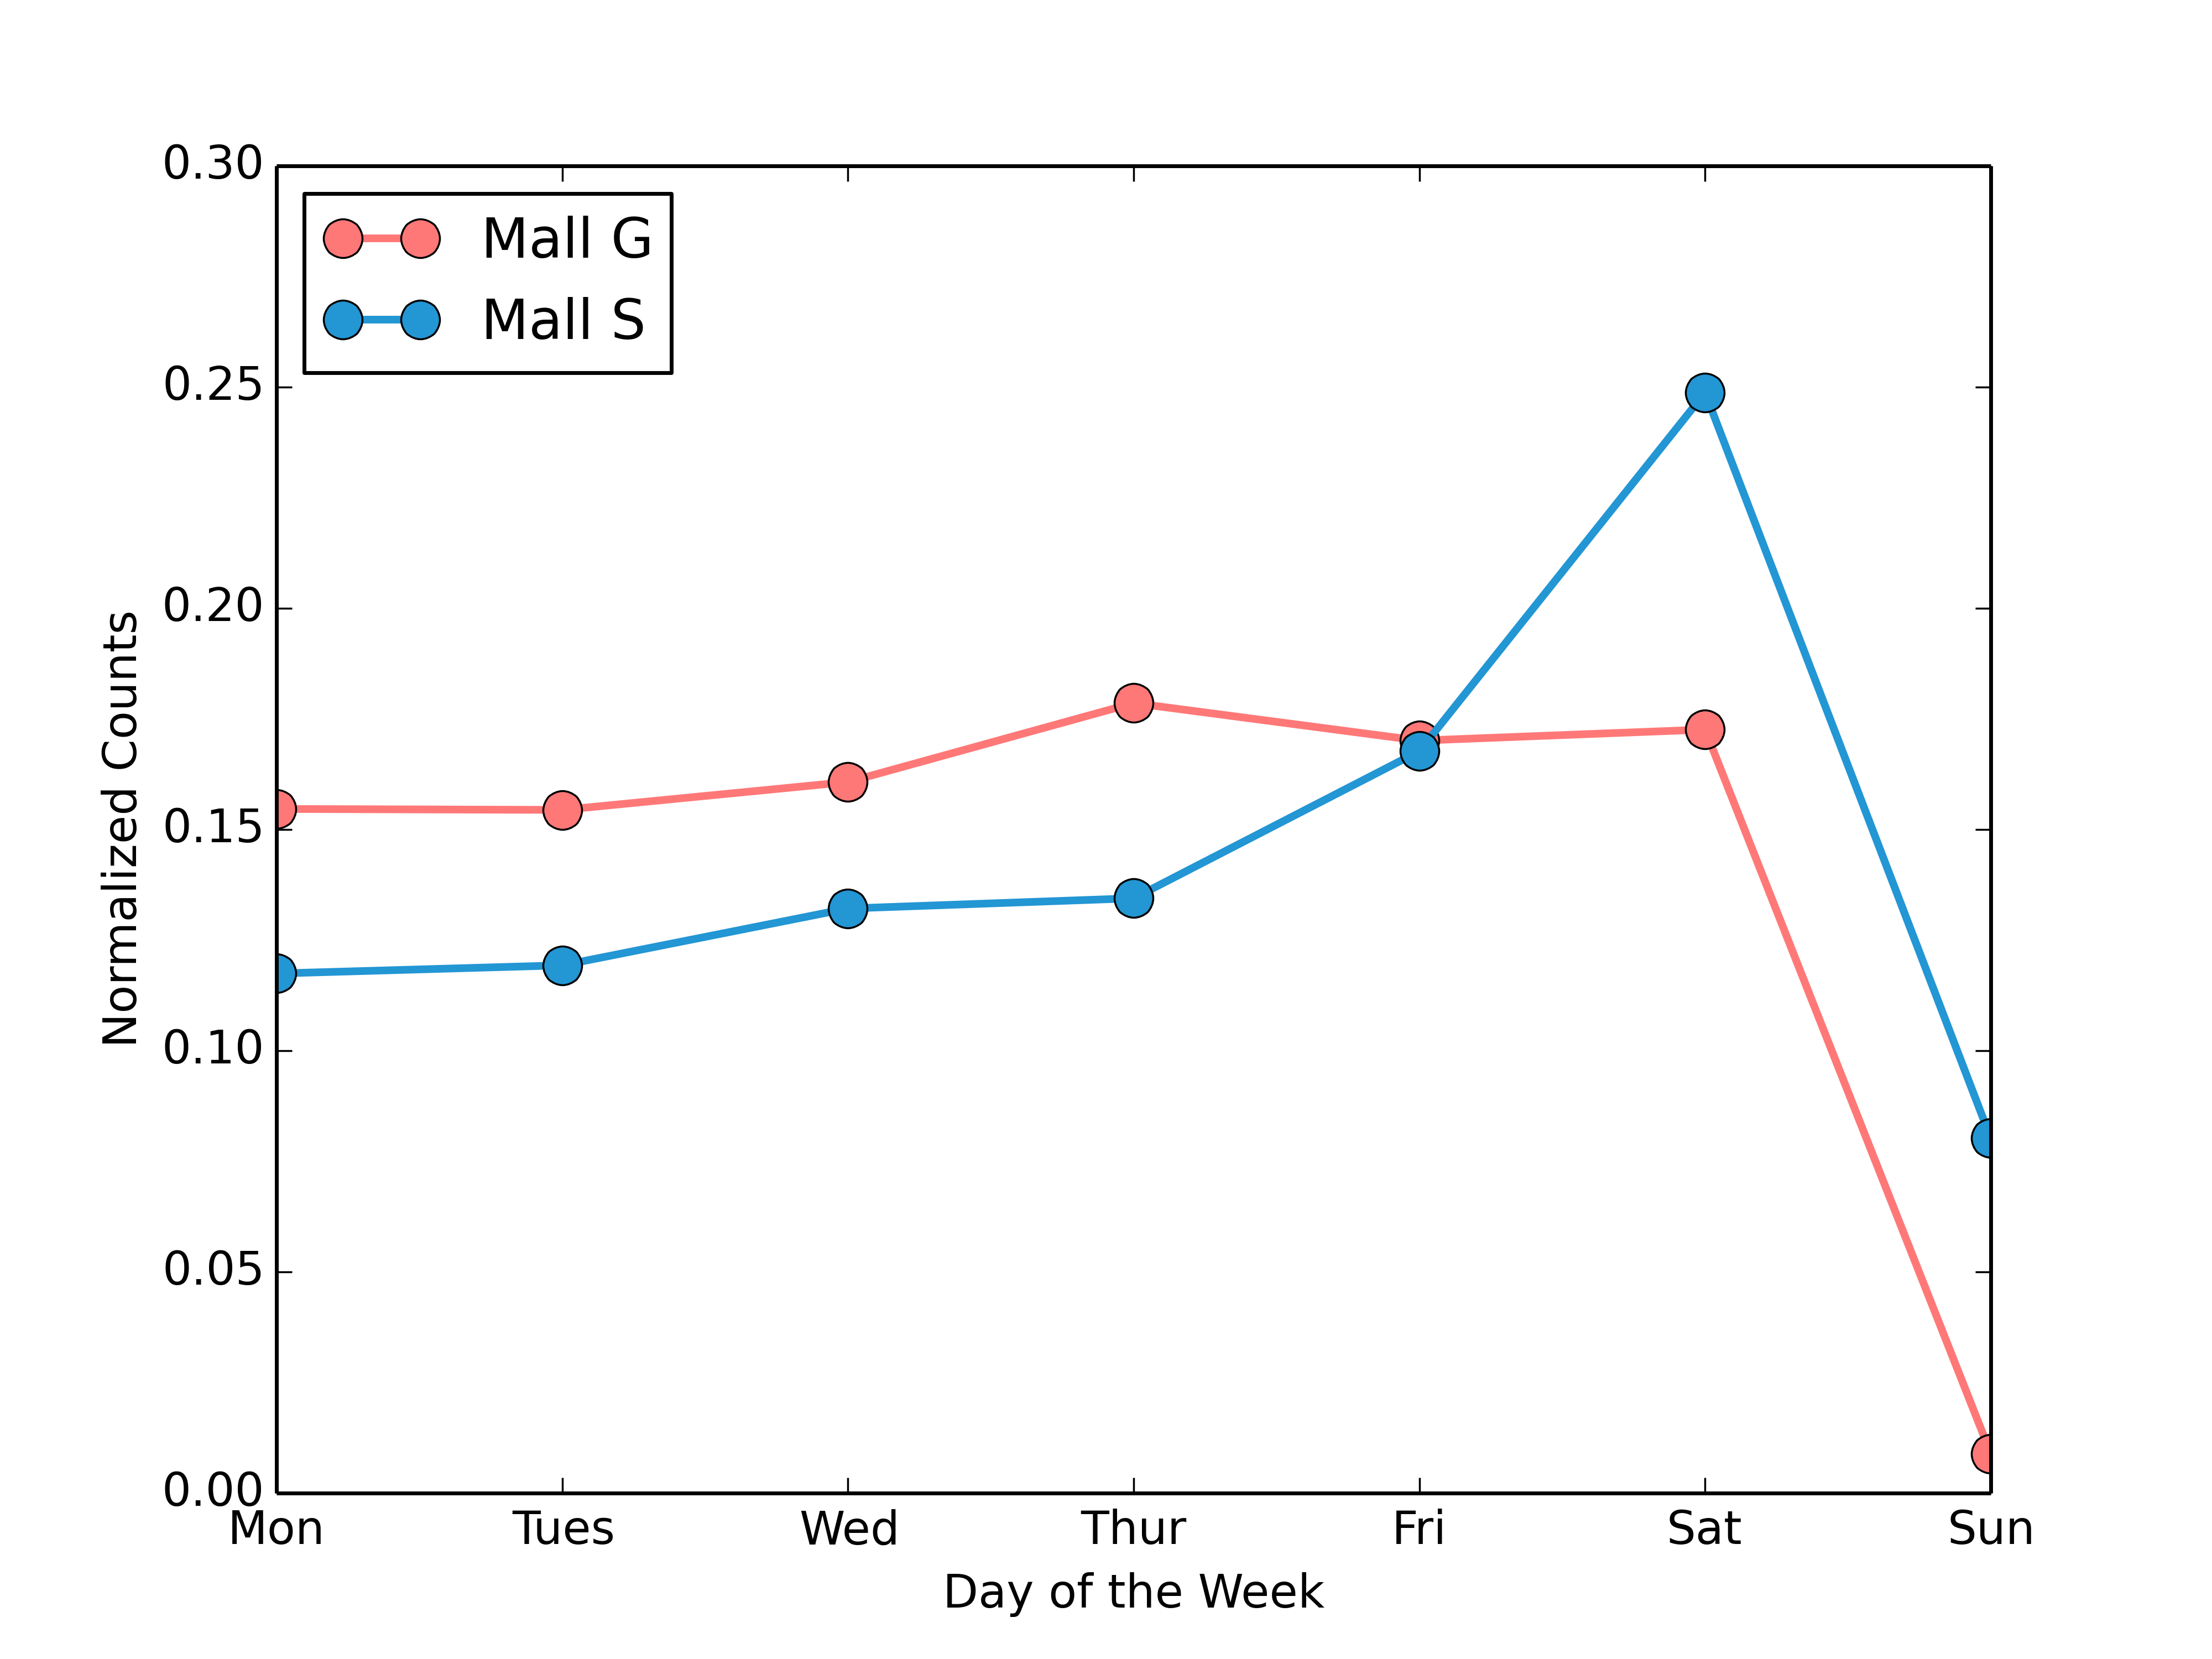 0.30
Mall G
Mall S
0.25
0.20
0.15
0.10
0.05
0.00
Normalized Counts
Mon Tues Wed Thur Fri Sat Sun
Day of the Week